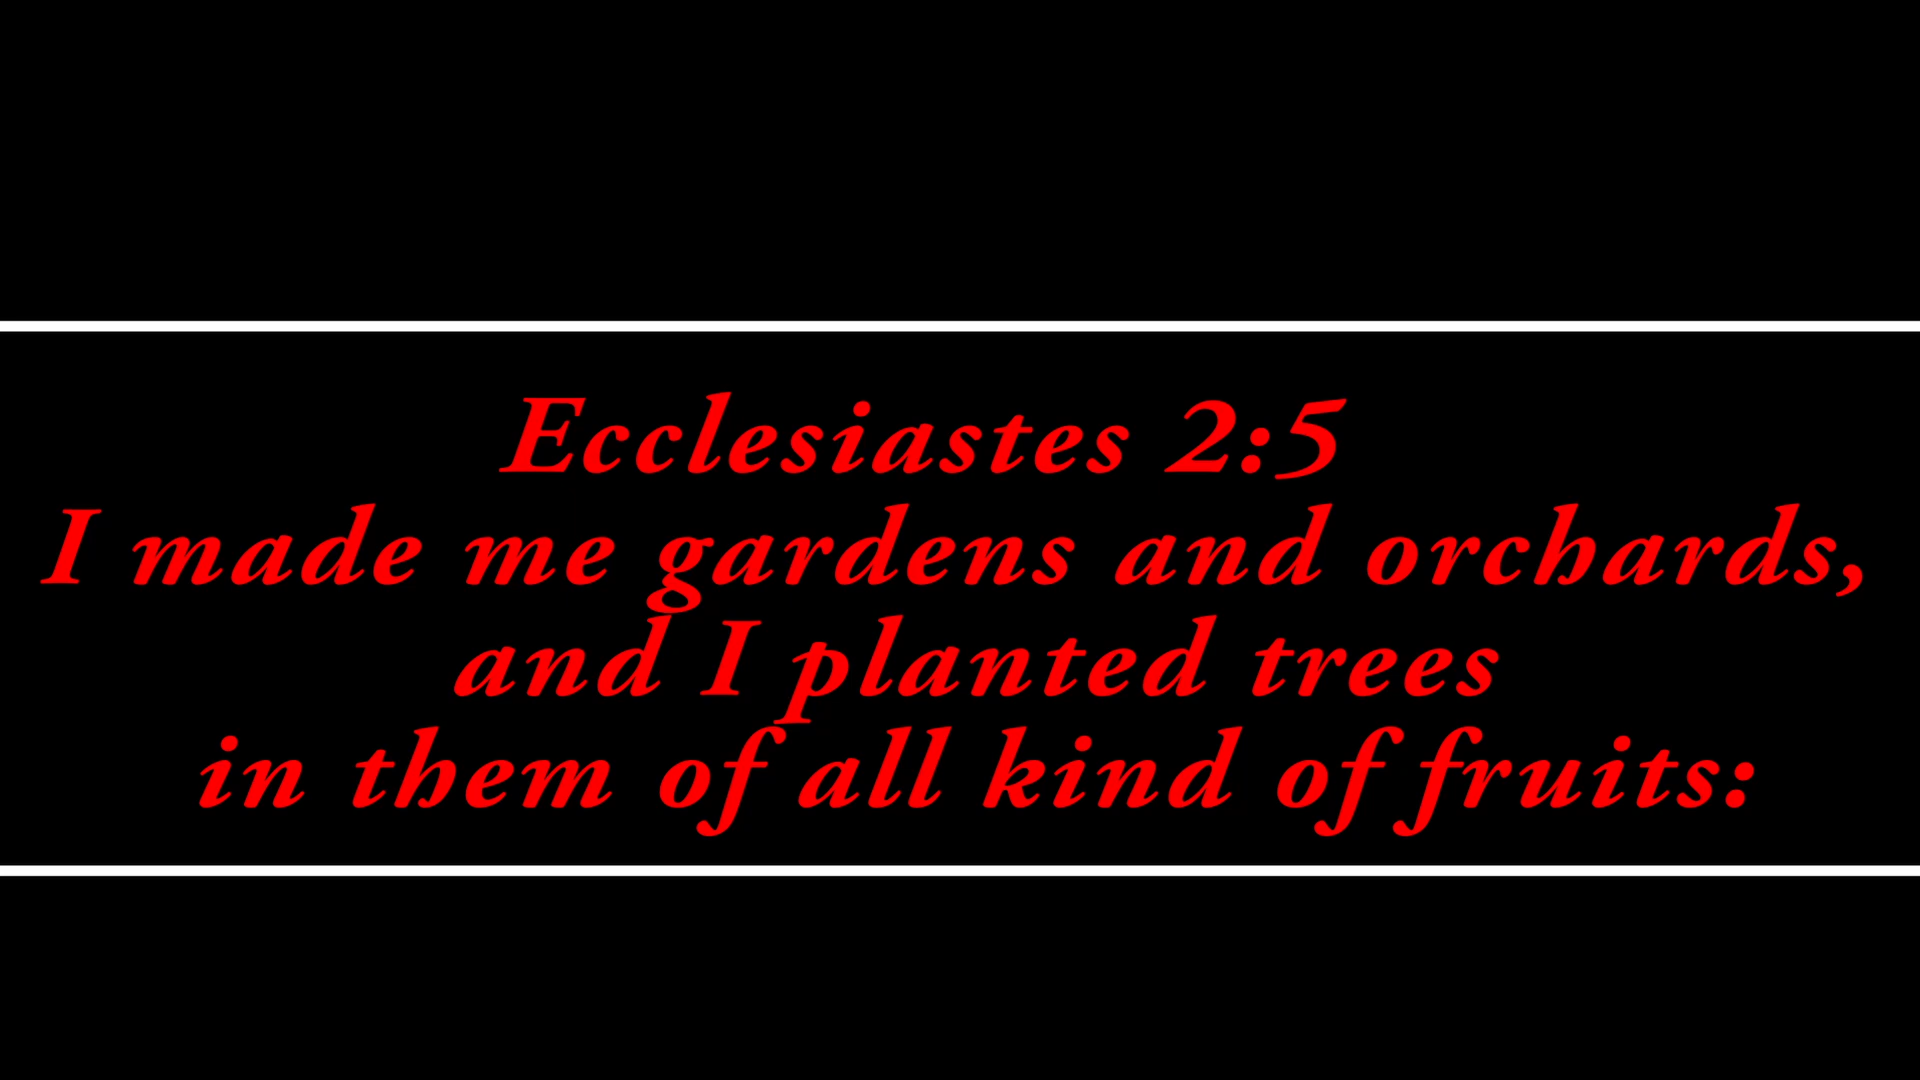 Ecclesiastes 2:5
I made me gardens and orchards,
and I planted trees
in them of all kind of fruits: